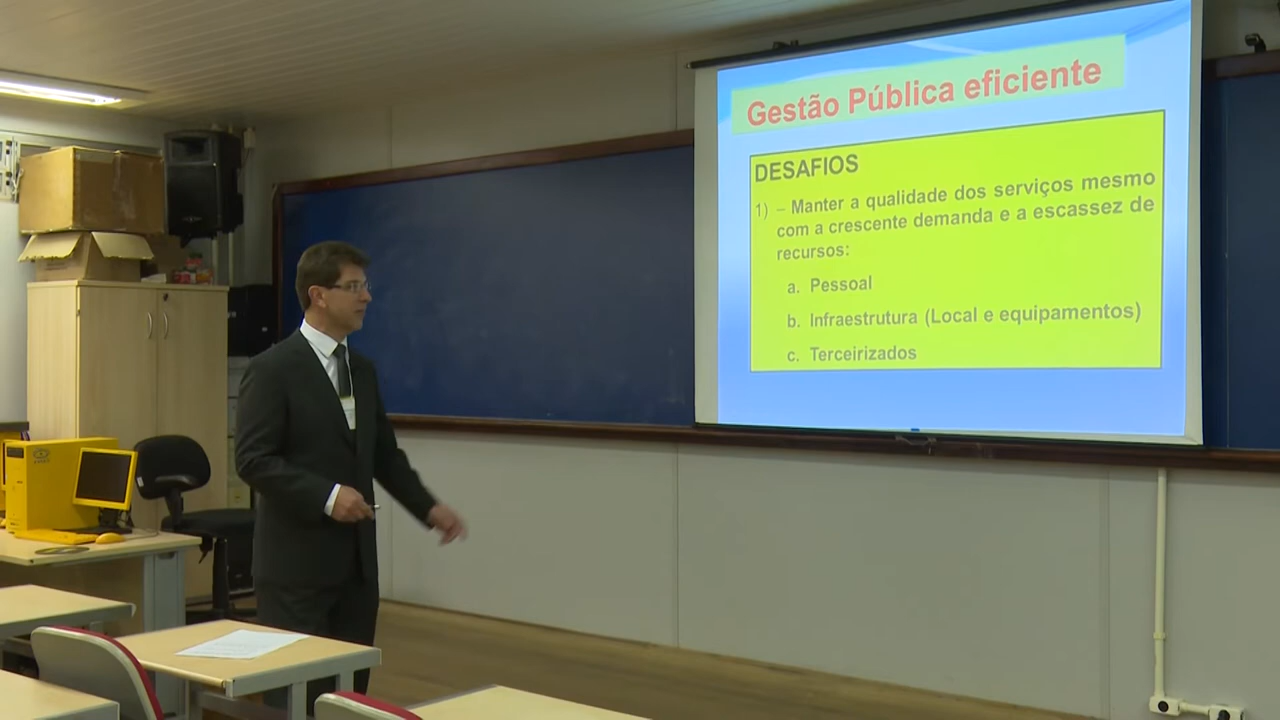 Gestão Pública eficiente
DESAFIOS
1) – Manter a qualidade dos serviços mesmo
com a crescente demanda e a escassez de
recursos:
a. Pessoal
b. Infraestrutura (Local e equipamentos)
c. Terceirizados